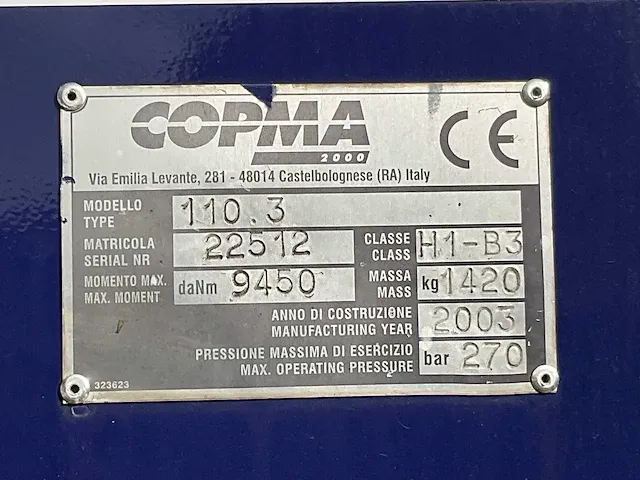 COPMA
2000
CE
Via Emilia Levante, 281 - 48014 Castelbolognese (RA) Italy
MODELLO
TYPE
110.3
MATRICOLA
SERIAL NR
22512
CLASSE
CLASS
H1-B3
MOMENTO MAX.
MAX. MOMENT
daNm 9450
MASSA
MASS
kg 1420
ANNO DI COSTRUZIONE
MANUFACTURING YEAR
2003
PRESSIONE MASSIMA DI ESERCIZIO
MAX. OPERATING PRESSURE
bar 270
323623